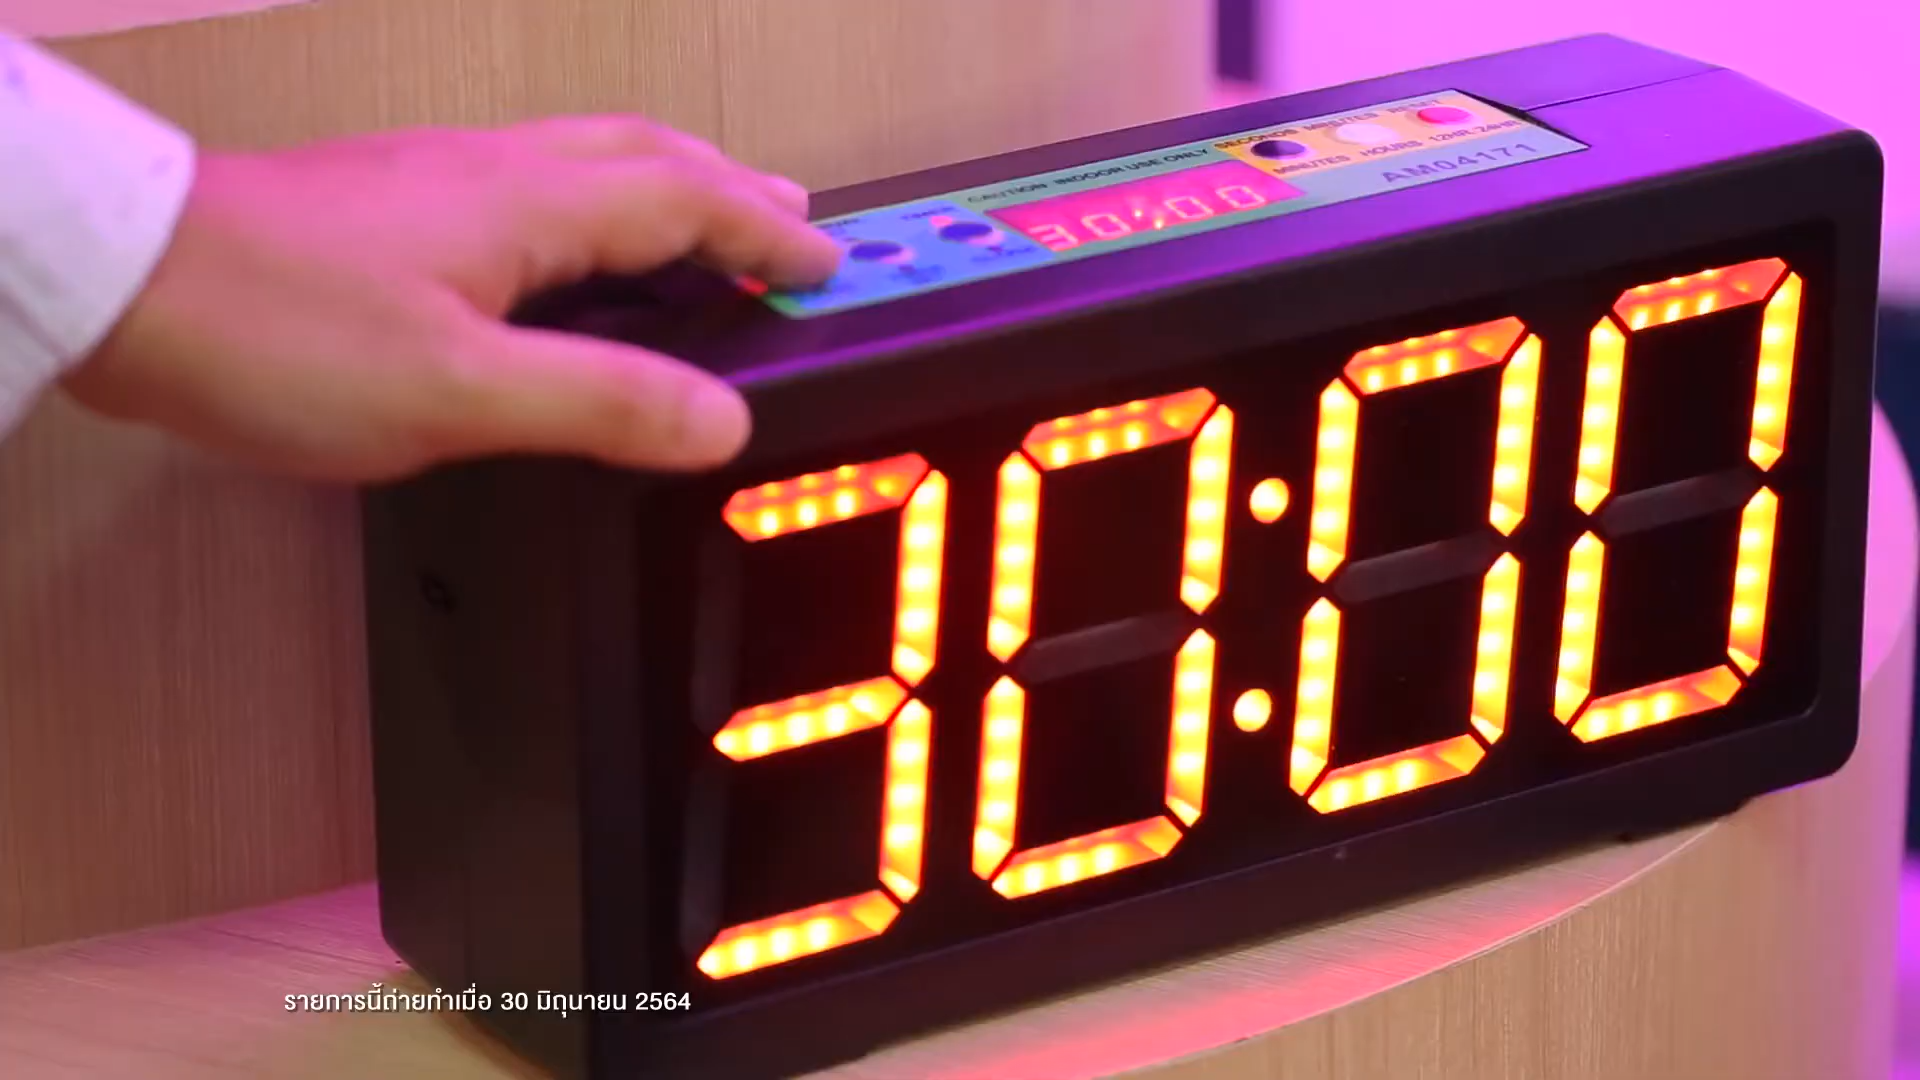 CAUTION INDOOR USE ONLY
SECONDS MINUTES RESET
MINUTES HOURS 12HR 24HR
AM04171
30:00
30:00
รายการนี้ถ่ายทำเมื่อ 30 มิถุนายน 2564